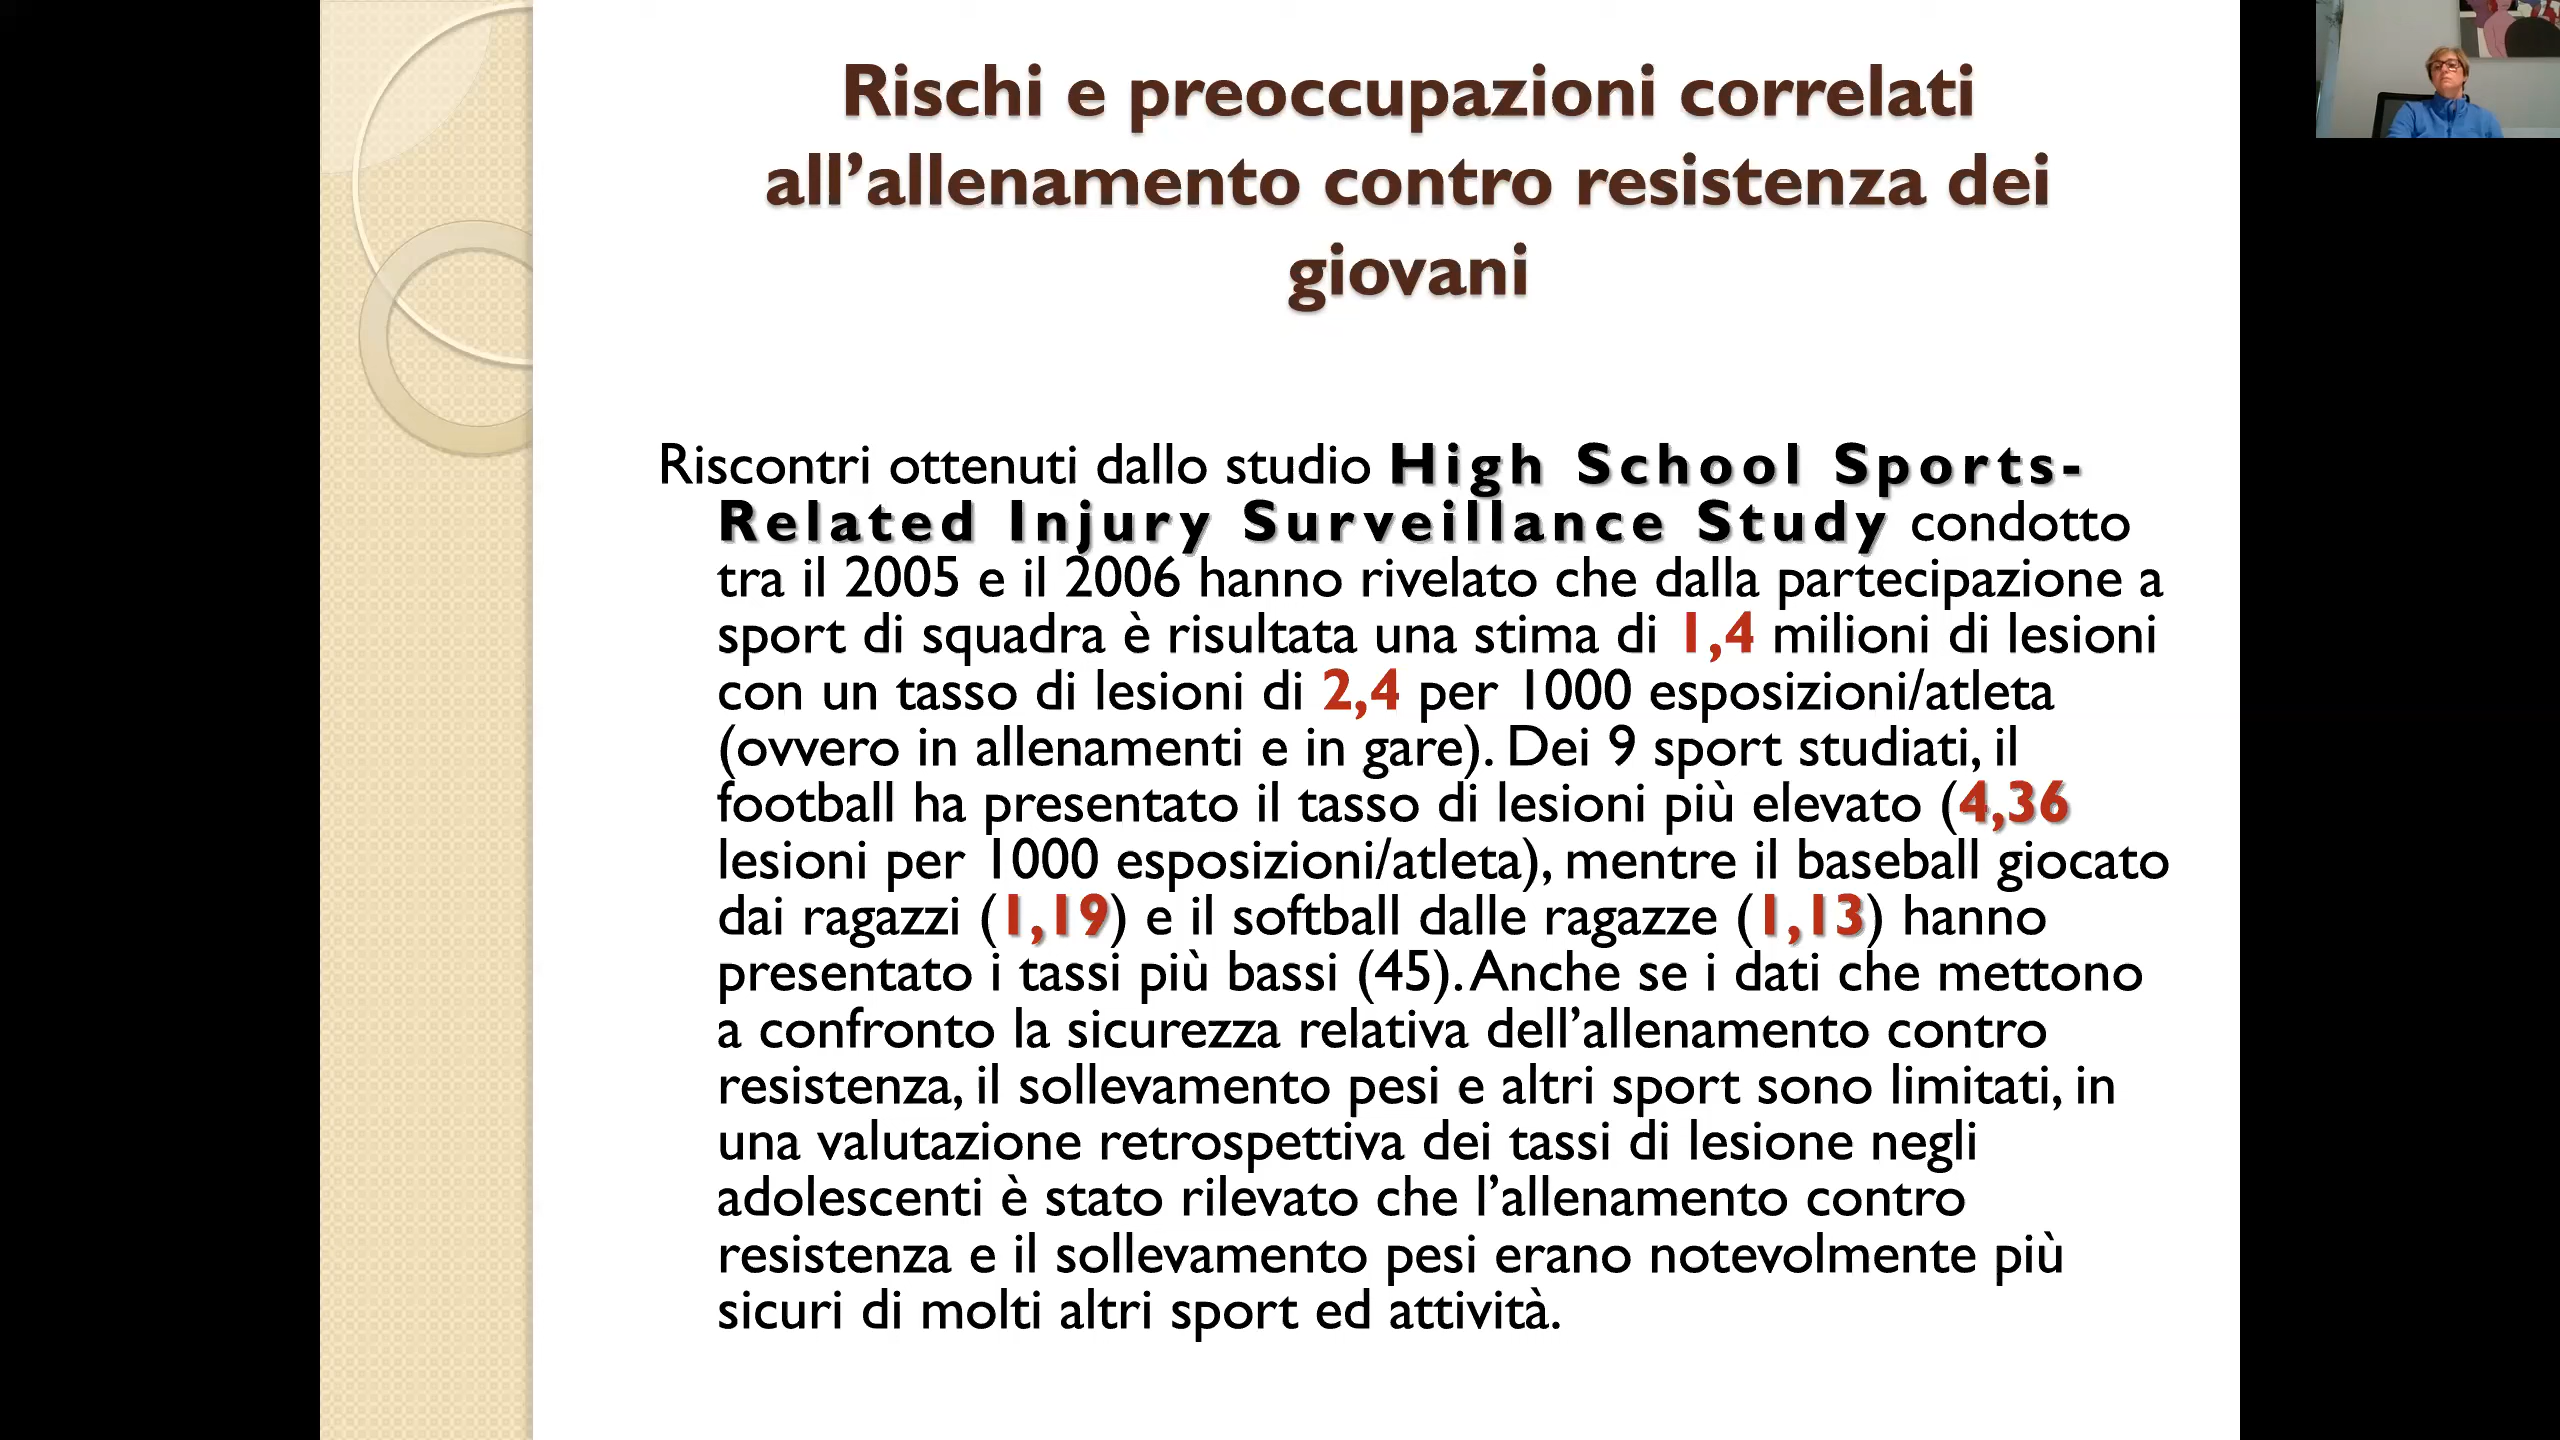 Rischi e preoccupazioni correlati
all’allenamento contro resistenza dei
giovani
Riscontri ottenuti dallo studio High School Sports-
Related Injury Surveillance Study condotto
tra il 2005 e il 2006 hanno rivelato che dalla partecipazione a
sport di squadra è risultata una stima di 1,4 milioni di lesioni
con un tasso di lesioni di 2,4 per 1000 esposizioni/atleta
(ovvero in allenamenti e in gare). Dei 9 sport studiati, il
football ha presentato il tasso di lesioni più elevato (4,36
lesioni per 1000 esposizioni/atleta), mentre il baseball giocato
dai ragazzi (1,19) e il softball dalle ragazze (1,13) hanno
presentato i tassi più bassi (45). Anche se i dati che mettono
a confronto la sicurezza relativa dell’allenamento contro
resistenza, il sollevamento pesi e altri sport sono limitati, in
una valutazione retrospettiva dei tassi di lesione negli
adolescenti è stato rilevato che l’allenamento contro
resistenza e il sollevamento pesi erano notevolmente più
sicuri di molti altri sport ed attività.